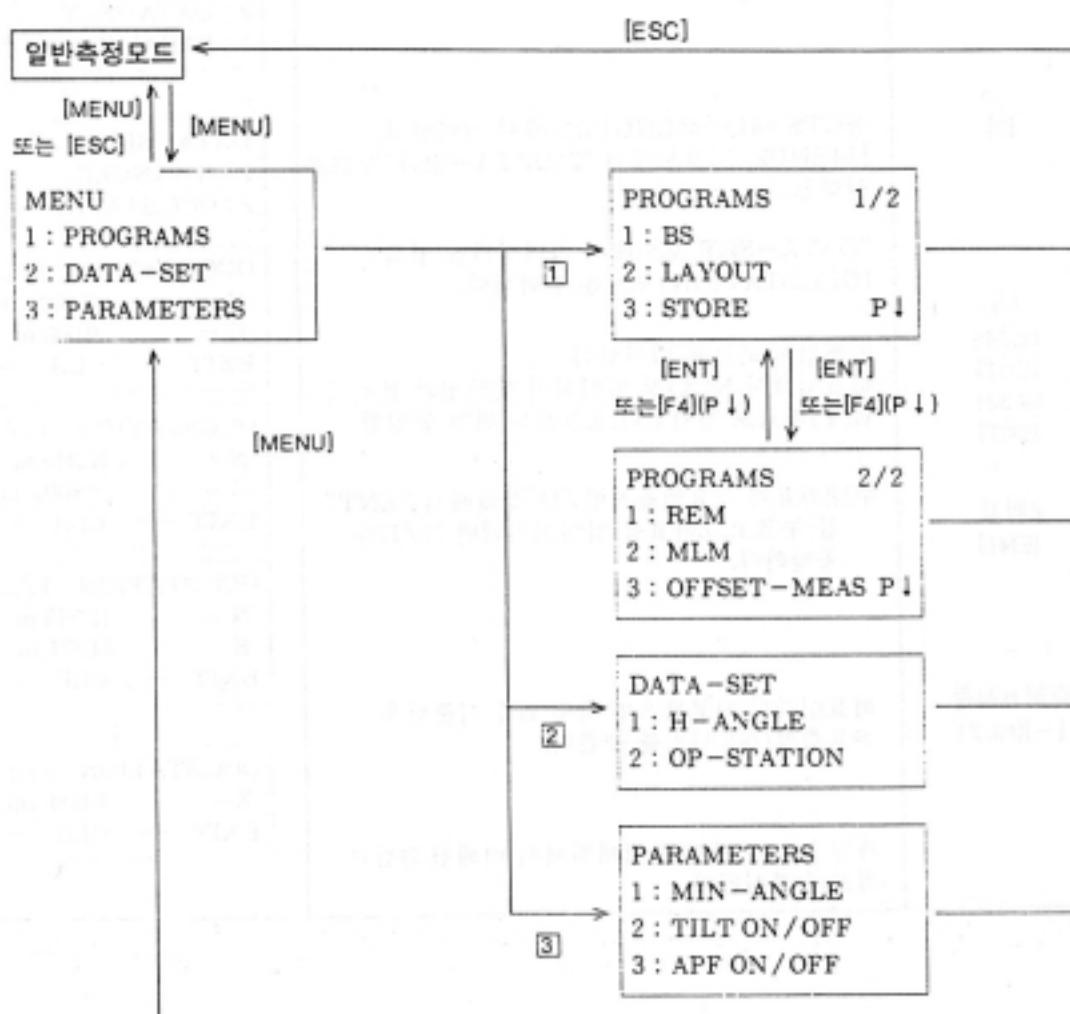 [ESC]
일반측정모드
[MENU]
또는 [ESC]
[MENU]
MENU
1 : PROGRAMS
2 : DATA-SET
3 : PARAMETERS
1
PROGRAMS 1/2
1 : BS
2 : LAYOUT
3 : STORE P↓
[ENT]
또는[F4](P↓)
[ENT]
또는[F4](P↓)
[MENU]
PROGRAMS 2/2
1 : REM
2 : MLM
3 : OFFSET-MEAS P↓
2
DATA-SET
1 : H-ANGLE
2 : OP-STATION
3
PARAMETERS
1 : MIN-ANGLE
2 : TILT ON/OFF
3 : APF ON/OFF